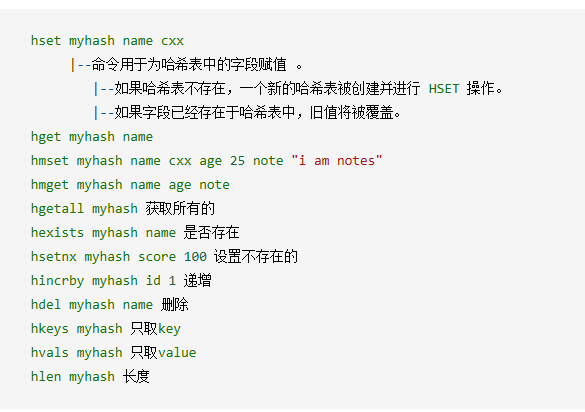 hset myhash name cxx
|--命令用于为哈希表中的字段赋值 。
|--如果哈希表不存在，一个新的哈希表被创建并进行 HSET 操作。
|--如果字段已经存在于哈希表中，旧值将被覆盖。
hget myhash name
hmset myhash name cxx age 25 note "i am notes"
hmget myhash name age note
hgetall myhash 获取所有的
hexists myhash name 是否存在
hsetnx myhash score 100 设置不存在的
hincrby myhash id 1 递增
hdel myhash name 删除
hkeys myhash 只取key
hvals myhash 只取value
hlen myhash 长度